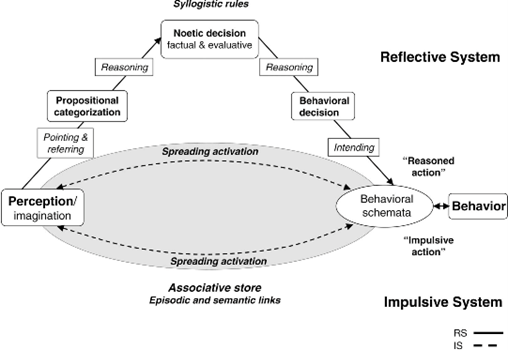 Syllogistic rules
Noetic decision
factual & evaluative
Reflective System
Reasoning
Reasoning
Propositional
categorization
Behavioral
decision
Pointing &
referring
Intending
Spreading activation
"Reasoned
action"
Perception/
imagination
Behavioral
schemata
Behavior
"Impulsive
action"
Spreading activation
Associative store
Episodic and semantic links
Impulsive System
RS
IS